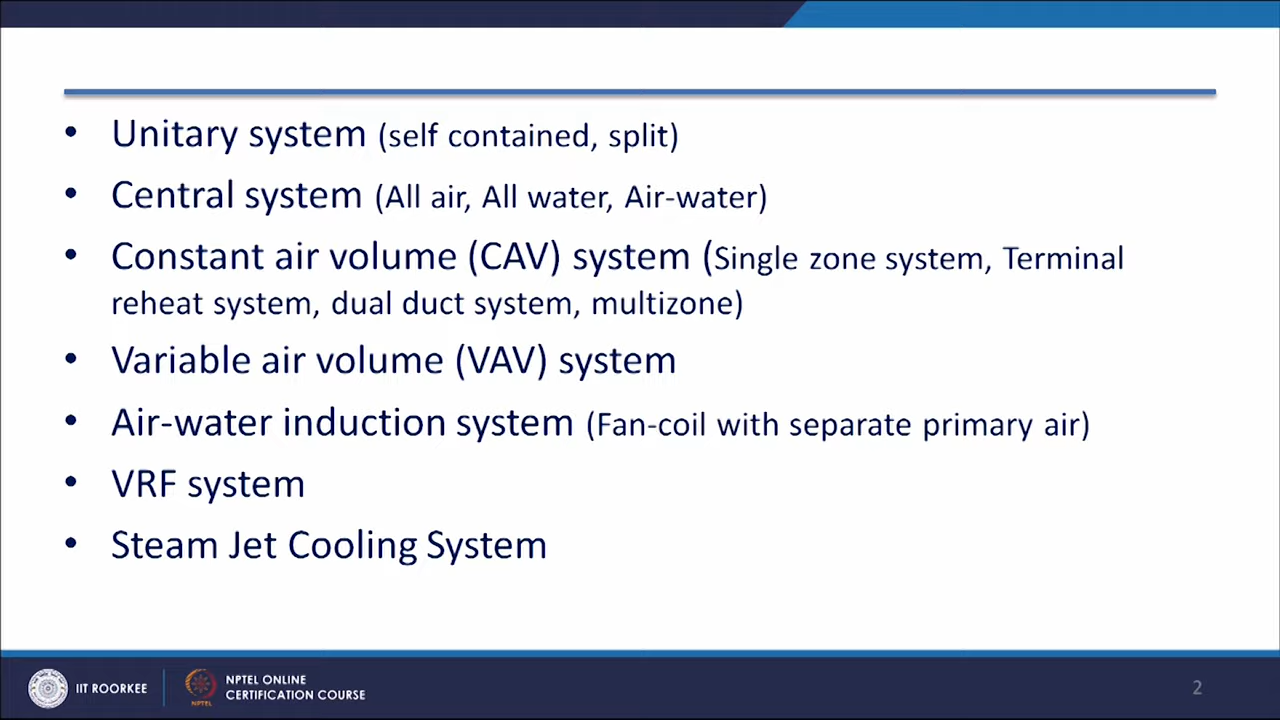 • Unitary system (self contained, split)
• Central system (All air, All water, Air-water)
• Constant air volume (CAV) system (Single zone system, Terminal
reheat system, dual duct system, multizone)
• Variable air volume (VAV) system
• Air-water induction system (Fan-coil with separate primary air)
• VRF system
• Steam Jet Cooling System
IIT ROORKEE
NPTEL
NPTEL ONLINE
CERTIFICATION COURSE
2